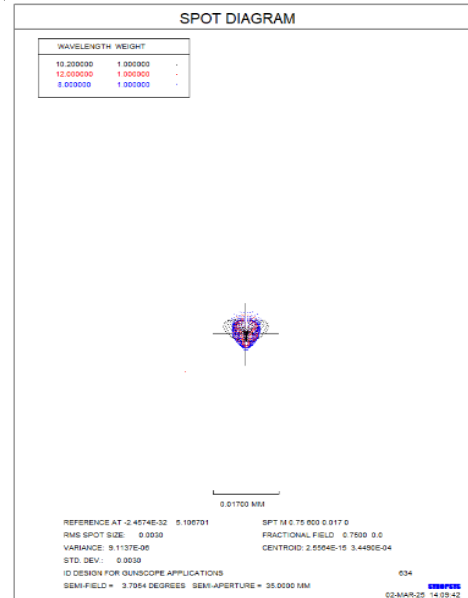 SPOT DIAGRAM
WAVELENGTH WEIGHT
10.200000 1.000000 -
12.000000 1.000000 -
8.000000 1.000000 -
0.01700 MM
REFERENCE AT -2.4574E-32 5.106701 SPT M 0.75 600 0.017 0
RMS SPOT SIZE: 0.0030 FRACTIONAL FIELD 0.7500 0.0
VARIANCE: 9.1137E-06 CENTROID: 2.5564E-15 3.4490E-04
STD. DEV.: 0.0030
ID DESIGN FOR GUNSCOPE APPLICATIONS 634
SEMI-FIELD = 3.7054 DEGREES SEMI-APERTURE = 35.0000 MM
02-MAR-25 14:09:42